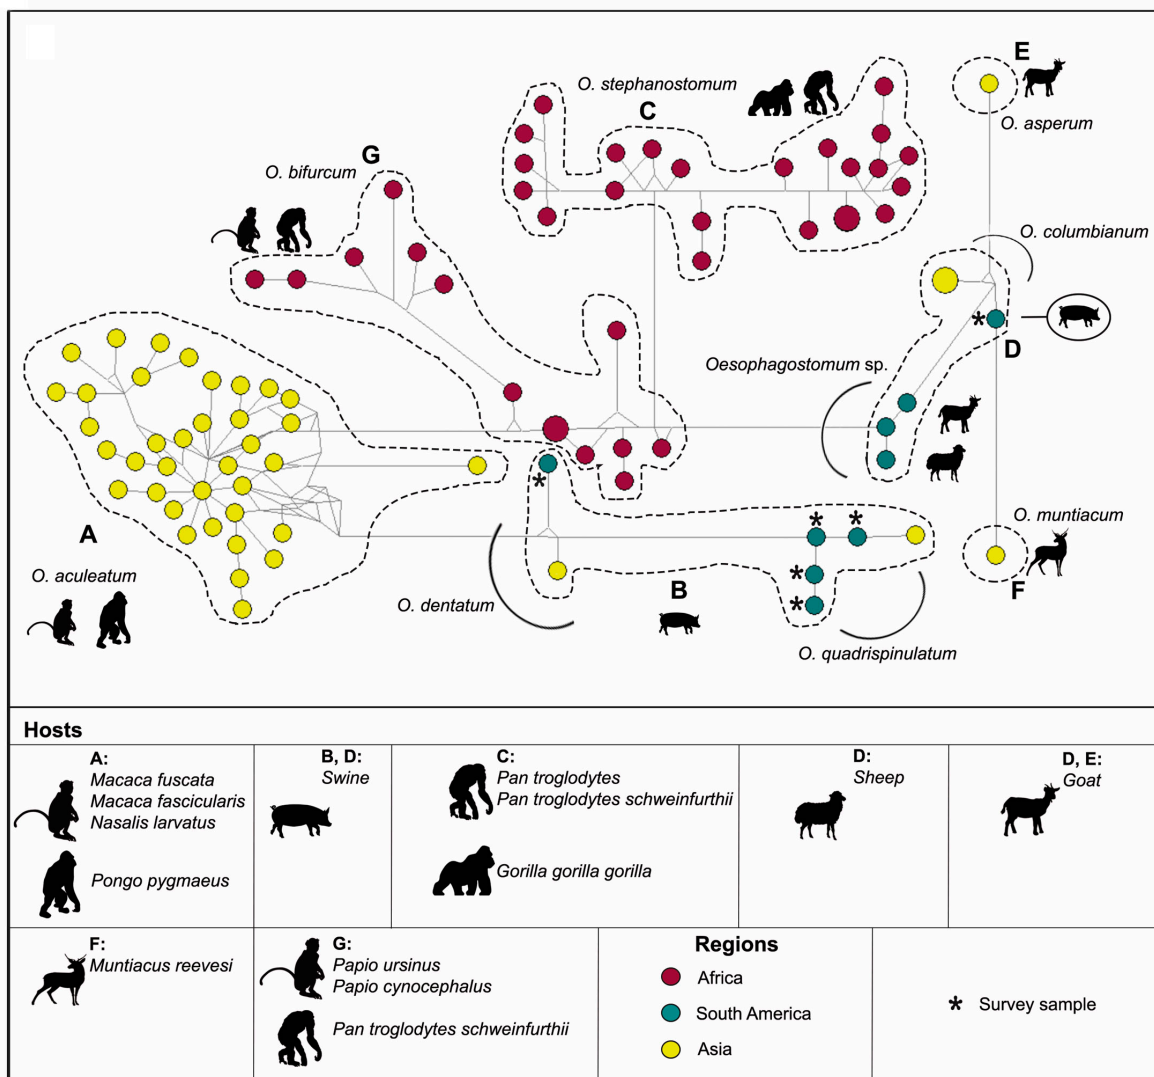 E
O. stephanostomum
C
O. asperum
G
O. bifurcum
O. columbianum
*
D
Oesophagostomum sp.
*
A
* *
O. muntiacum
*
F
O. aculeatum
O. dentatum
B
*
O. quadrispinulatum
Hosts
A:
Macaca fuscata
Macaca fascicularis
Nasalis larvatus
Pongo pygmaeus
B, D:
Swine
C:
Pan troglodytes
Pan troglodytes schweinfurthii
Gorilla gorilla gorilla
D:
Sheep
D, E:
Goat
F:
Muntiacus reevesi
G:
Papio ursinus
Papio cynocephalus
Pan troglodytes schweinfurthii
Regions
Africa
South America
Asia
* Survey sample